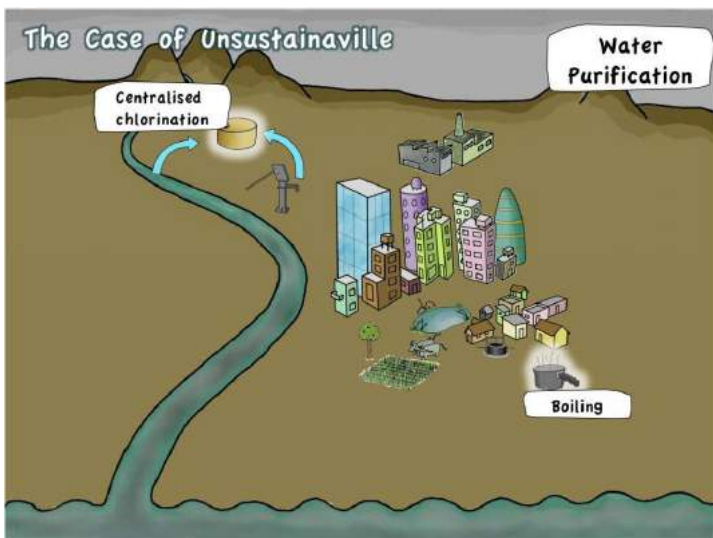 The Case of Unsustainaville
Water
Purification
Centralised
chlorination
Boiling